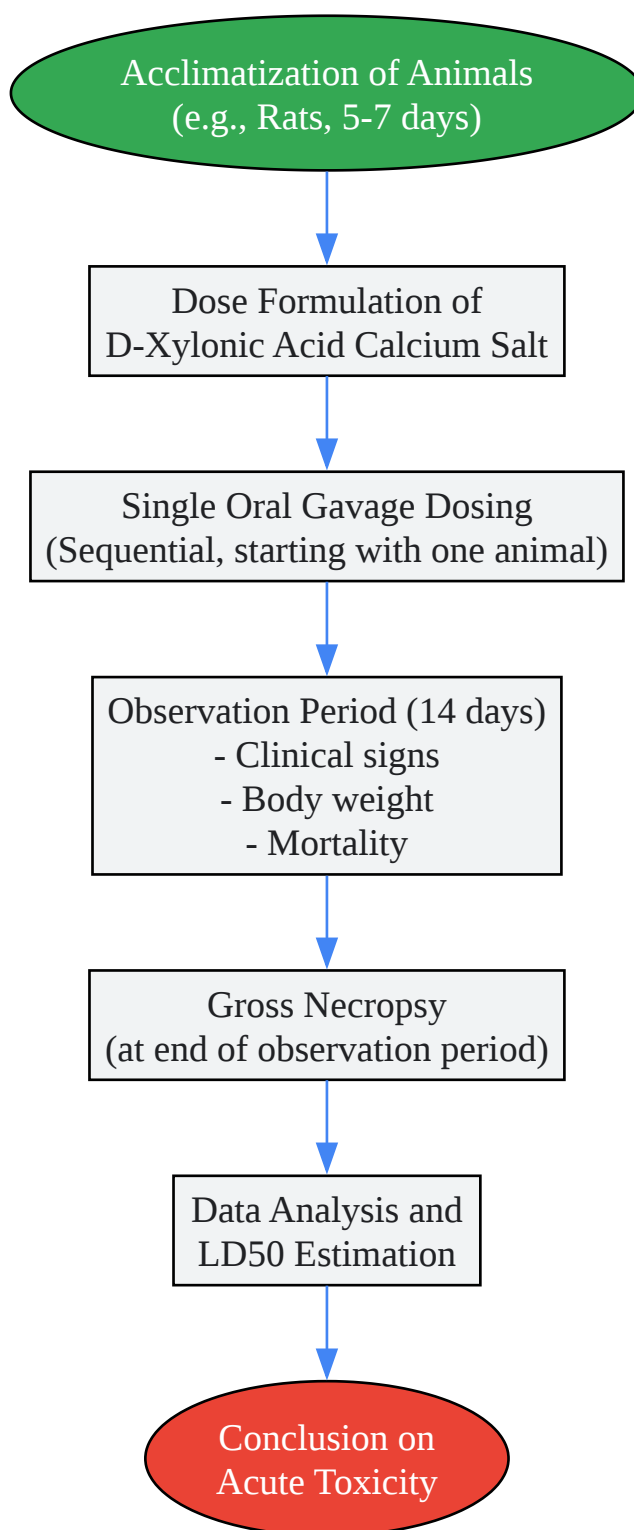 Acclimatization of Animals
(e.g., Rats, 5-7 days)
Dose Formulation of
D-Xylonic Acid Calcium Salt
Single Oral Gavage Dosing
(Sequential, starting with one animal)
Observation Period (14 days)
- Clinical signs
- Body weight
- Mortality
Gross Necropsy
(at end of observation period)
Data Analysis and
LD50 Estimation
Conclusion on
Acute Toxicity